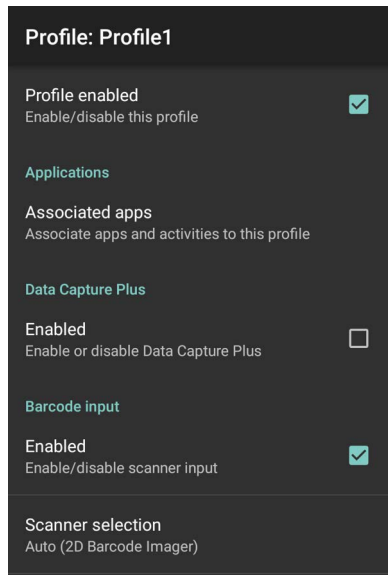 Profile: Profile1
Profile enabled
Enable/disable this profile
Applications
Associated apps
Associate apps and activities to this profile
Data Capture Plus
Enabled
Enable or disable Data Capture Plus
Barcode input
Enabled
Enable/disable scanner input
Scanner selection
Auto (2D Barcode Imager)